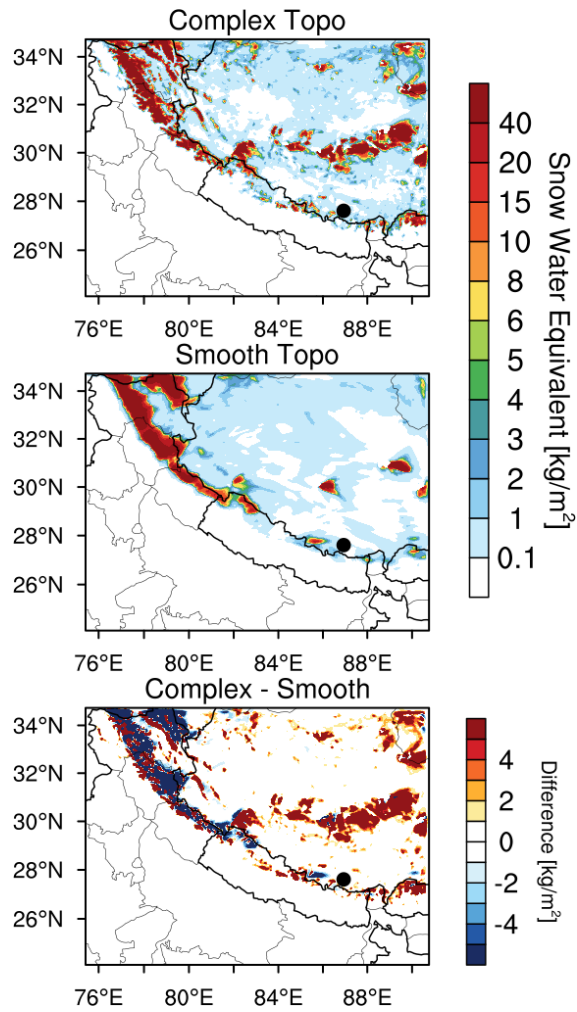 Complex Topo
34°N
32°N
30°N
28°N
26°N
76°E 80°E 84°E 88°E
Smooth Topo
34°N
32°N
30°N
28°N
26°N
76°E 80°E 84°E 88°E
Complex - Smooth
34°N
32°N
30°N
28°N
26°N
76°E 80°E 84°E 88°E
40
20
15
10
8
6
5
4
3
2
1
0.1
Snow Water Equivalent [kg/m²]
4
2
0
-2
-4
Difference [kg/m²]